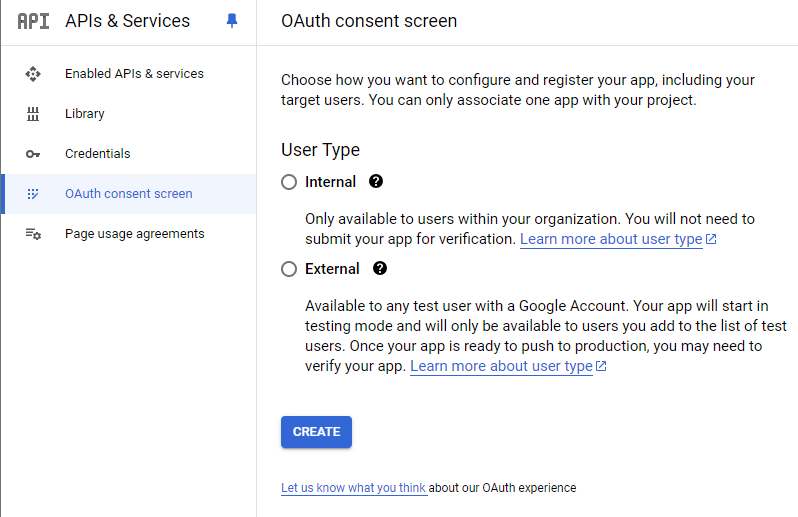 API APIs & Services
Enabled APIs & services
Library
Credentials
OAuth consent screen
Page usage agreements
OAuth consent screen
Choose how you want to configure and register your app, including your
target users. You can only associate one app with your project.
User Type
Internal ?
Only available to users within your organization. You will not need to
submit your app for verification. Learn more about user type
External ?
Available to any test user with a Google Account. Your app will start in
testing mode and will only be available to users you add to the list of test
users. Once your app is ready to push to production, you may need to
verify your app. Learn more about user type
CREATE
Let us know what you think about our OAuth experience